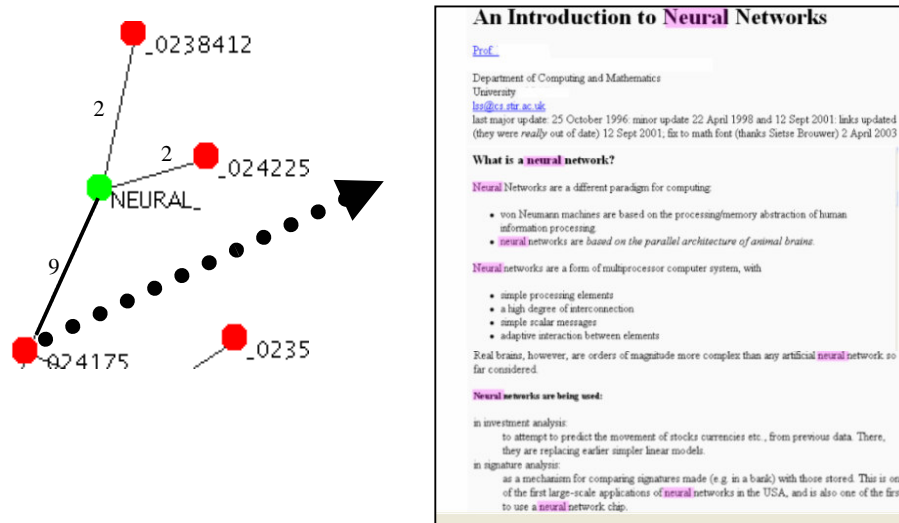 _0238412
2
2
_024225
NEURAL_
9
_024175
_0235
An Introduction to Neural Networks
Prof.
Department of Computing and Mathematics
University
lss@cs.stir.ac.uk
last major update: 25 October 1996: minor update 22 April 1998 and 12 Sept 2001: links updated
(they were really out of date) 12 Sept 2001; fix to math font (thanks Sietse Brouwer) 2 April 2003
What is a neural network?
Neural Networks are a different paradigm for computing:
• von Neumann machines are based on the processing/memory abstraction of human
information processing.
• neural networks are based on the parallel architecture of animal brains.
Neural networks are a form of multiprocessor computer system, with
• simple processing elements
• a high degree of interconnection
• simple scalar messages
• adaptive interaction between elements
Real brains, however, are orders of magnitude more complex than any artificial neural network so
far considered.
Neural networks are being used:
in investment analysis:
to attempt to predict the movement of stocks currencies etc., from previous data. There,
they are replacing earlier simpler linear models.
in signature analysis:
as a mechanism for comparing signatures made (e.g. in a bank) with those stored. This is on
of the first large-scale applications of neural networks in the USA, and is also one of the firs
to use a neural network chip.